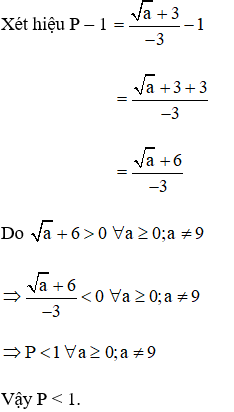 Xét hiệu P – 1 = (√a + 3)/(−3) − 1
= (√a + 3 + 3)/(−3)
= (√a + 6)/(−3)
Do √a + 6 > 0 ∀a ≥ 0; a ≠ 9
⇒ (√a + 6)/(−3) < 0 ∀a ≥ 0; a ≠ 9
⇒ P < 1 ∀a ≥ 0; a ≠ 9
Vậy P < 1.